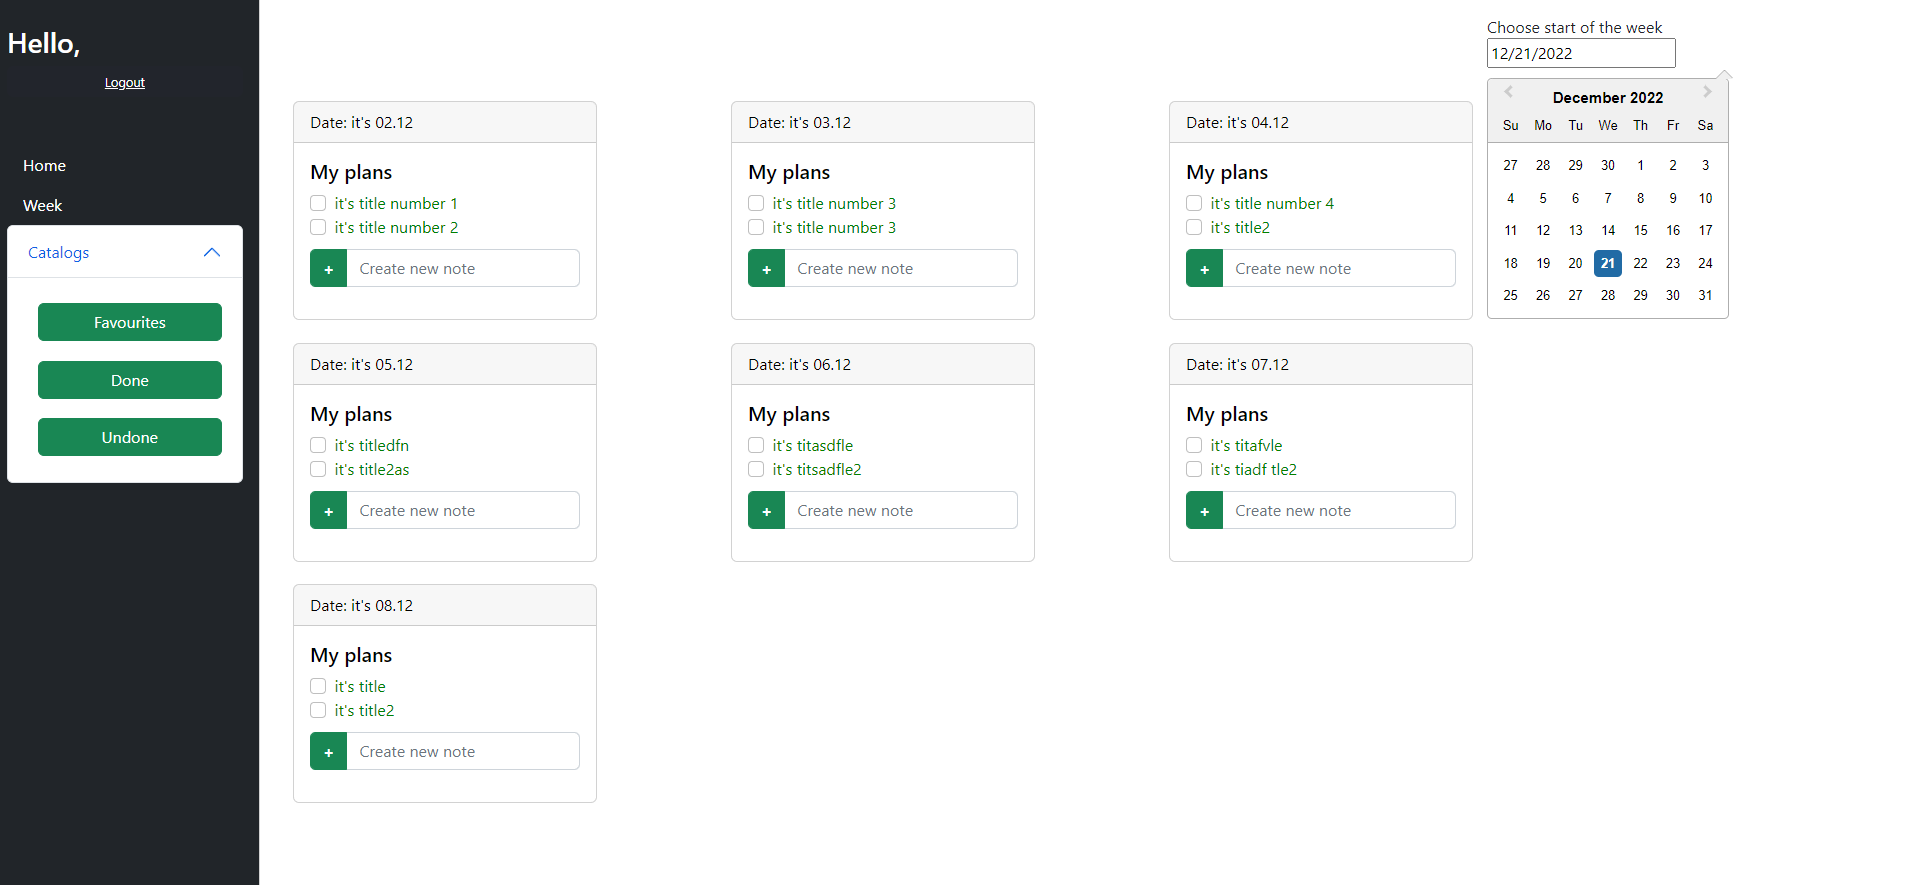 Hello,
Logout
Home
Week
Catalogs
Favourites
Done
Undone
Choose start of the week
12/21/2022
December 2022
Su Mo Tu We Th Fr Sa
27 28 29 30 1 2 3
4 5 6 7 8 9 10
11 12 13 14 15 16 17
18 19 20 21 22 23 24
25 26 27 28 29 30 31
Date: it's 02.12
My plans
it's title number 1
it's title number 2
+ Create new note
Date: it's 03.12
My plans
it's title number 3
it's title number 3
+ Create new note
Date: it's 04.12
My plans
it's title number 4
it's title2
+ Create new note
Date: it's 05.12
My plans
it's titledfn
it's title2as
+ Create new note
Date: it's 06.12
My plans
it's titasdfle
it's titsadfle2
+ Create new note
Date: it's 07.12
My plans
it's titafvle
it's tiadf tle2
+ Create new note
Date: it's 08.12
My plans
it's title
it's title2
+ Create new note